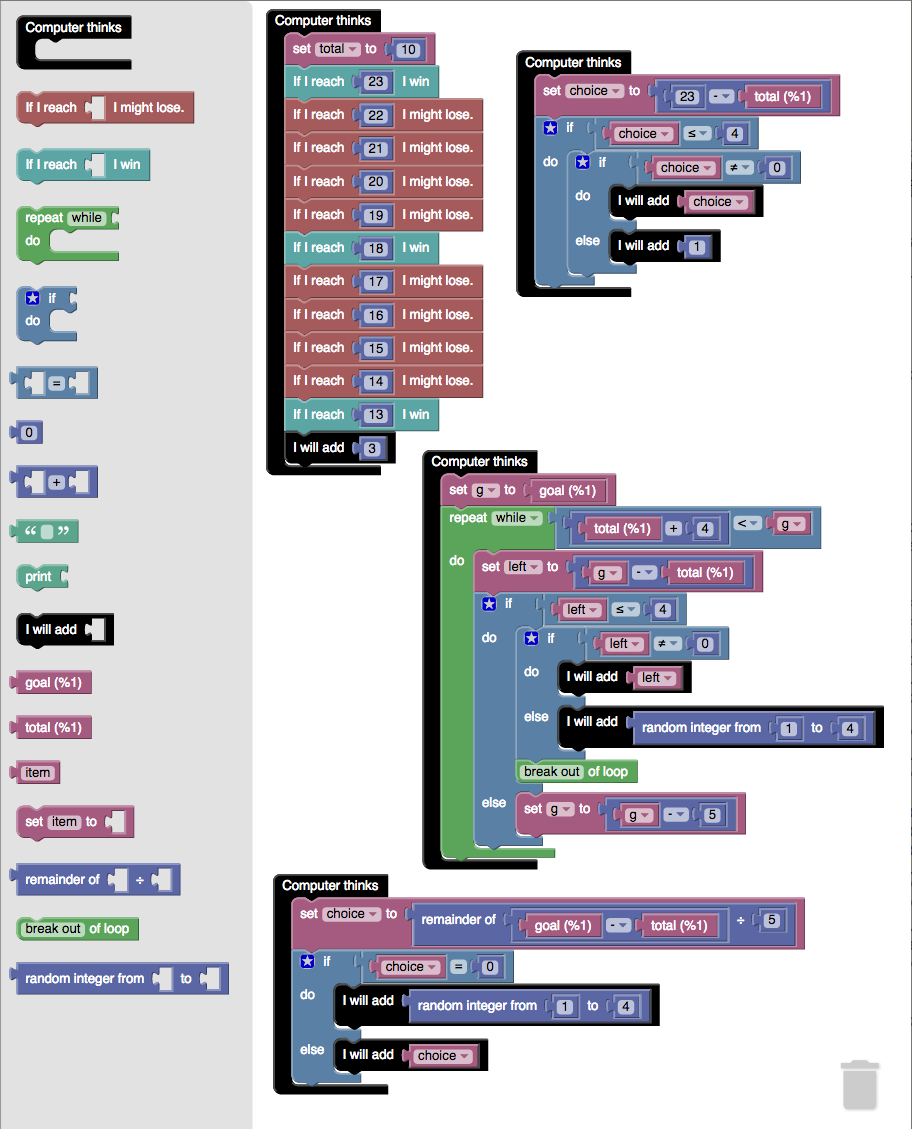 Computer thinks
If I reach I might lose.
If I reach I win
repeat while
do
if
do
=
0
+
“ ”
print
I will add
goal (%1)
total (%1)
item
set item to
remainder of ÷
break out of loop
random integer from to
Computer thinks
set total to 10
If I reach 23 I win
If I reach 22 I might lose.
If I reach 21 I might lose.
If I reach 20 I might lose.
If I reach 19 I might lose.
If I reach 18 I win
If I reach 17 I might lose.
If I reach 16 I might lose.
If I reach 15 I might lose.
If I reach 14 I might lose.
If I reach 13 I win
I will add 3
Computer thinks
set choice to 23 - total (%1)
if choice ≤ 4
do if choice ≠ 0
do I will add choice
else I will add 1
Computer thinks
set g to goal (%1)
repeat while total (%1) + 4 < g
do set left to g - total (%1)
if left ≤ 4
do if left ≠ 0
do I will add left
else I will add random integer from 1 to 4
break out of loop
else set g to g - 5
Computer thinks
set choice to remainder of goal (%1) - total (%1) ÷ 5
if choice = 0
do I will add random integer from 1 to 4
else I will add choice